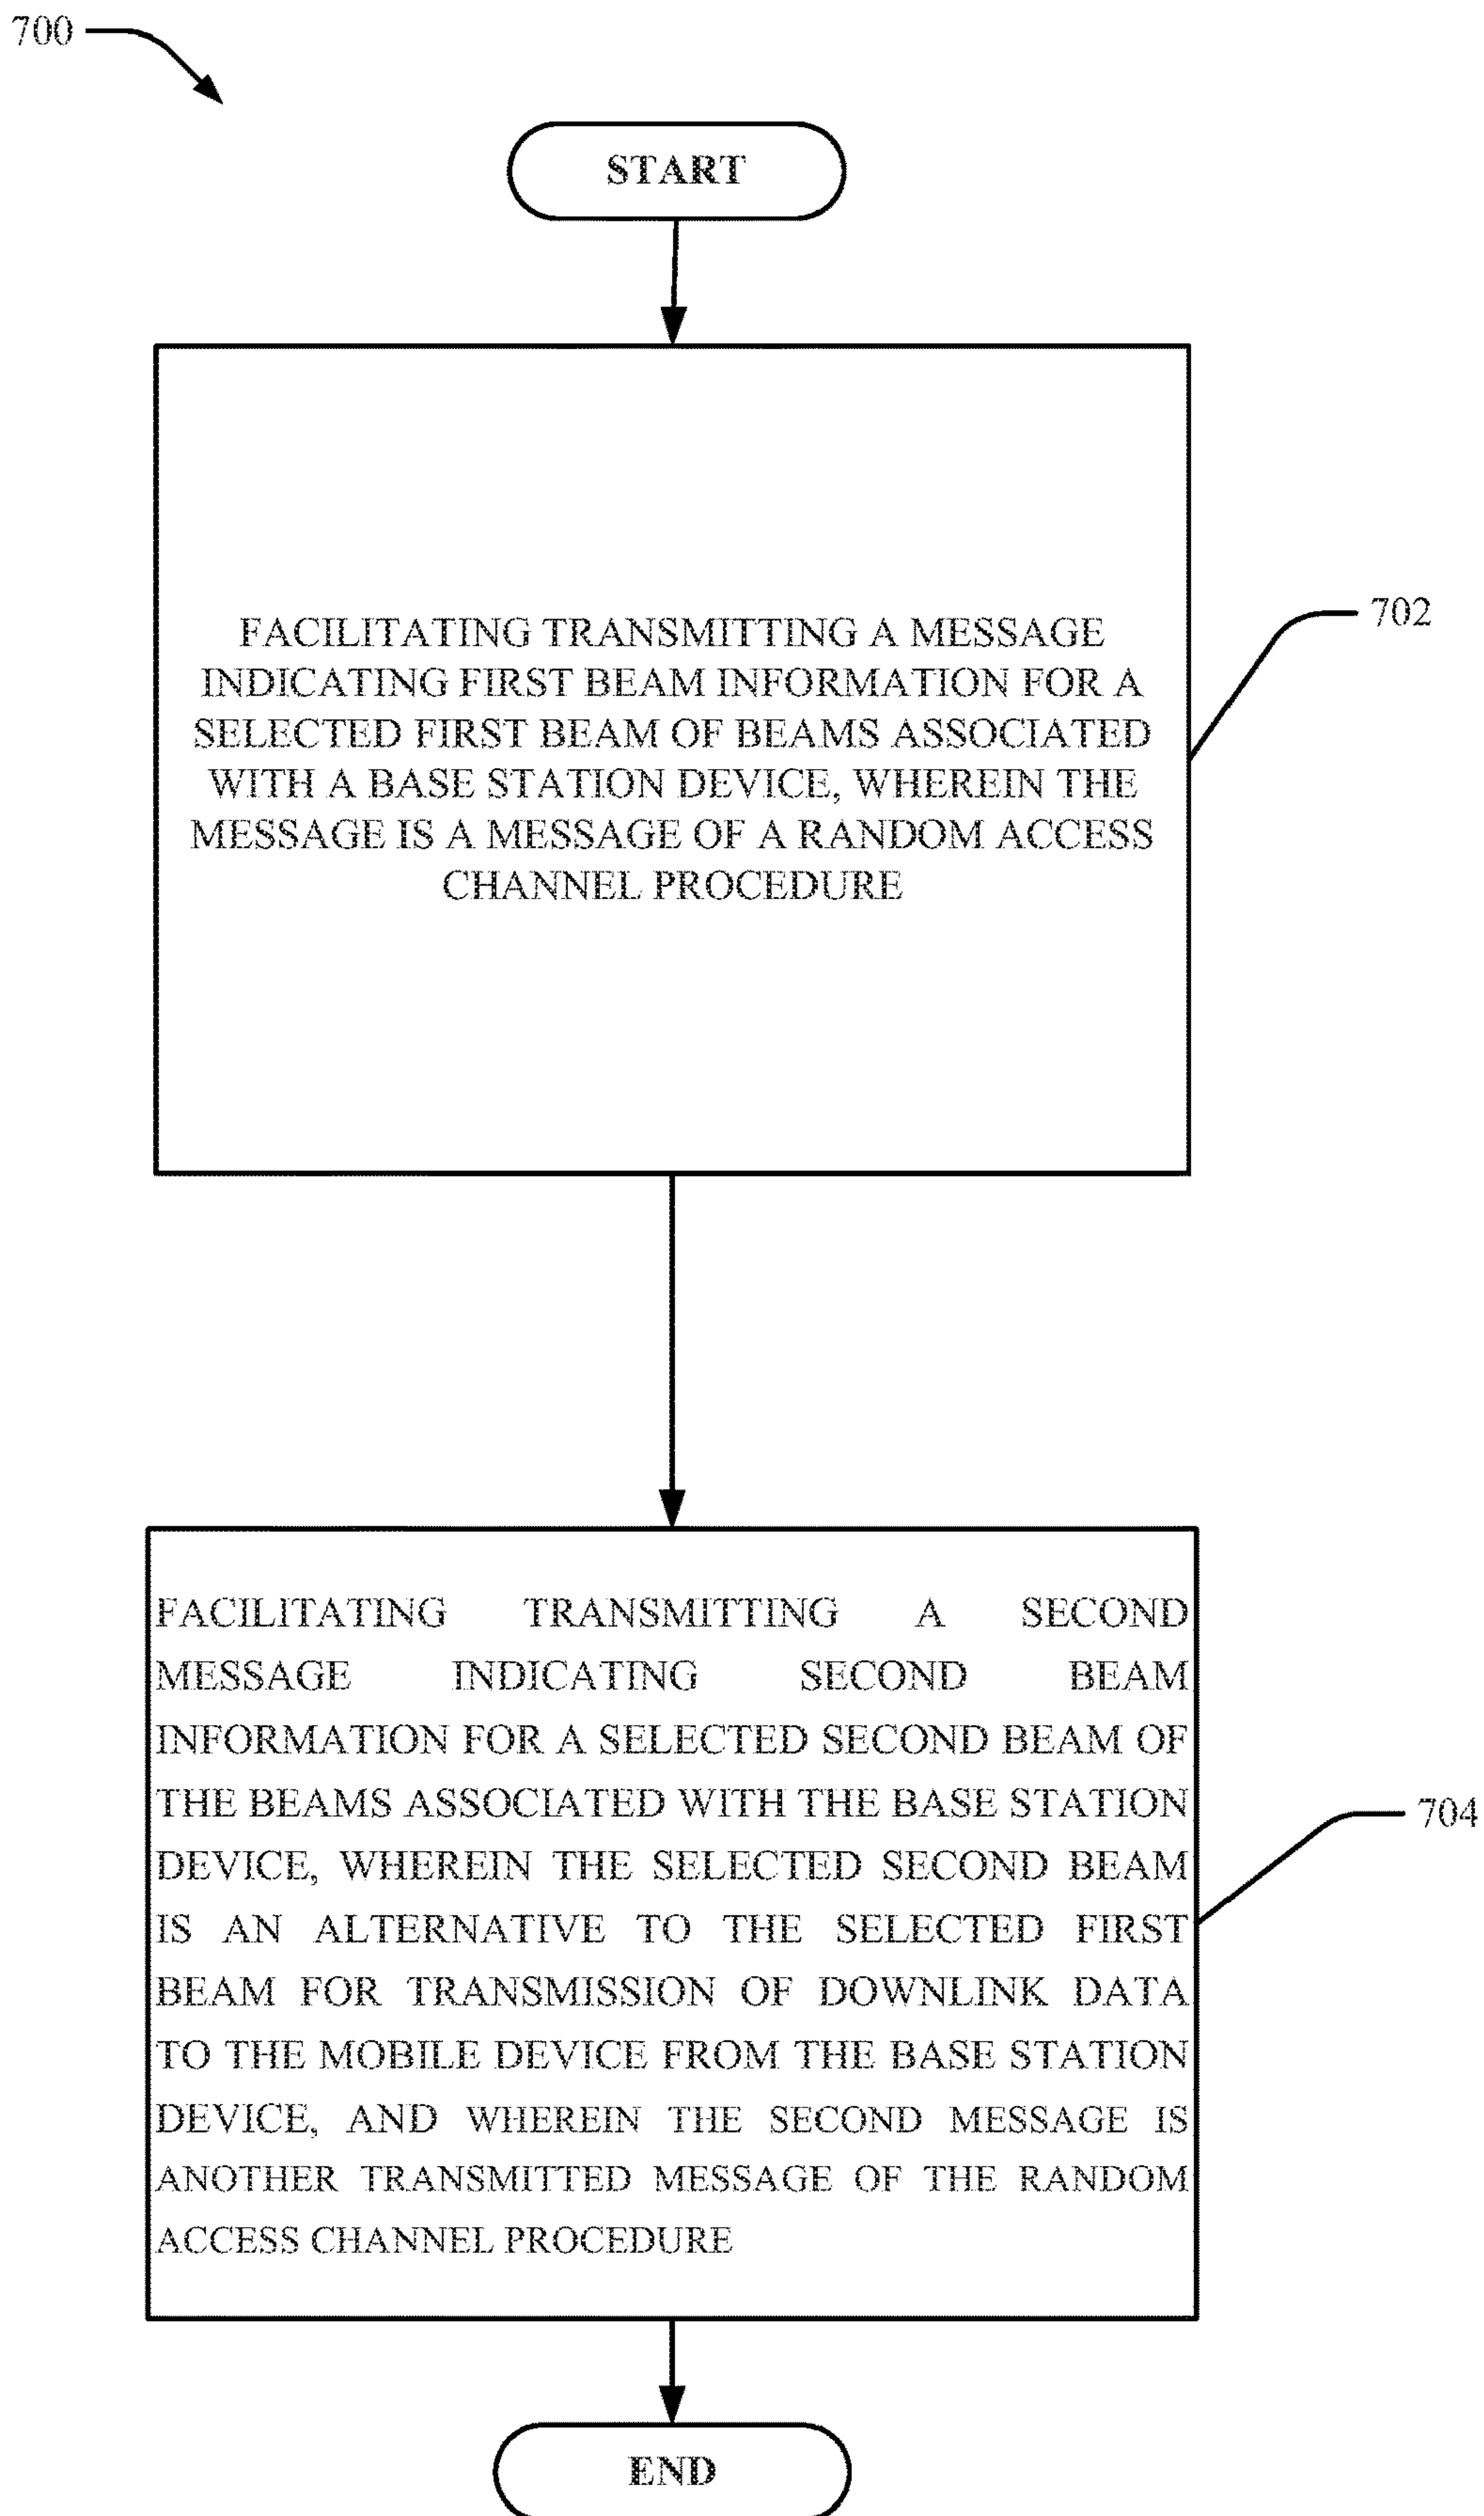 700
START
FACILITATING TRANSMITTING A MESSAGE
INDICATING FIRST BEAM INFORMATION FOR A
SELECTED FIRST BEAM OF BEAMS ASSOCIATED
WITH A BASE STATION DEVICE, WHEREIN THE
MESSAGE IS A MESSAGE OF A RANDOM ACCESS
CHANNEL PROCEDURE
702
FACILITATING TRANSMITTING A SECOND
MESSAGE INDICATING SECOND BEAM
INFORMATION FOR A SELECTED SECOND BEAM OF
THE BEAMS ASSOCIATED WITH THE BASE STATION
DEVICE, WHEREIN THE SELECTED SECOND BEAM
IS AN ALTERNATIVE TO THE SELECTED FIRST
BEAM FOR TRANSMISSION OF DOWNLINK DATA
TO THE MOBILE DEVICE FROM THE BASE STATION
DEVICE, AND WHEREIN THE SECOND MESSAGE IS
ANOTHER TRANSMITTED MESSAGE OF THE RANDOM
ACCESS CHANNEL PROCEDURE
704
END